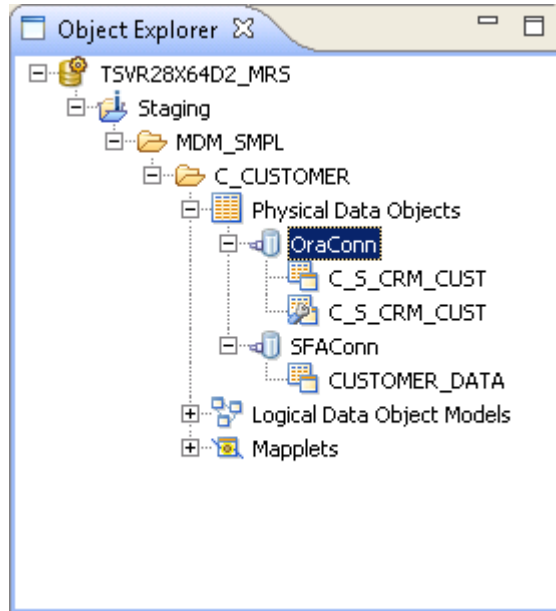 Object Explorer
TSVR28X64D2_MRS
Staging
MDM_SMPL
C_CUSTOMER
Physical Data Objects
OraConn
C_S_CRM_CUST
C_S_CRM_CUST
SFAConn
CUSTOMER_DATA
Logical Data Object Models
Mapplets